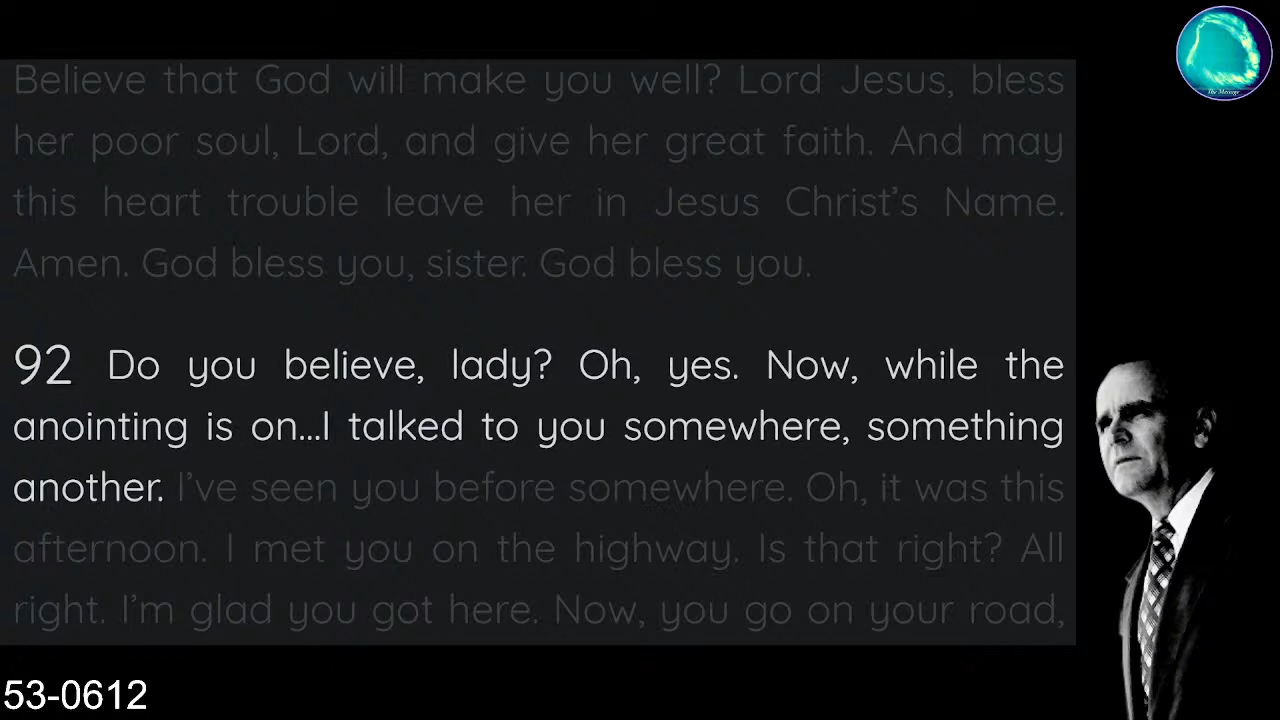 The Message
Believe that God will make you well? Lord Jesus, bless
her poor soul, Lord, and give her great faith. And may
this heart trouble leave her in Jesus Christ’s Name.
Amen. God bless you, sister. God bless you.
92 Do you believe, lady? Oh, yes. Now, while the
anointing is on...I talked to you somewhere, something
another. I’ve seen you before somewhere. Oh, it was this
afternoon. I met you on the highway. Is that right? All
right. I’m glad you got here. Now, you go on your road,
53-0612